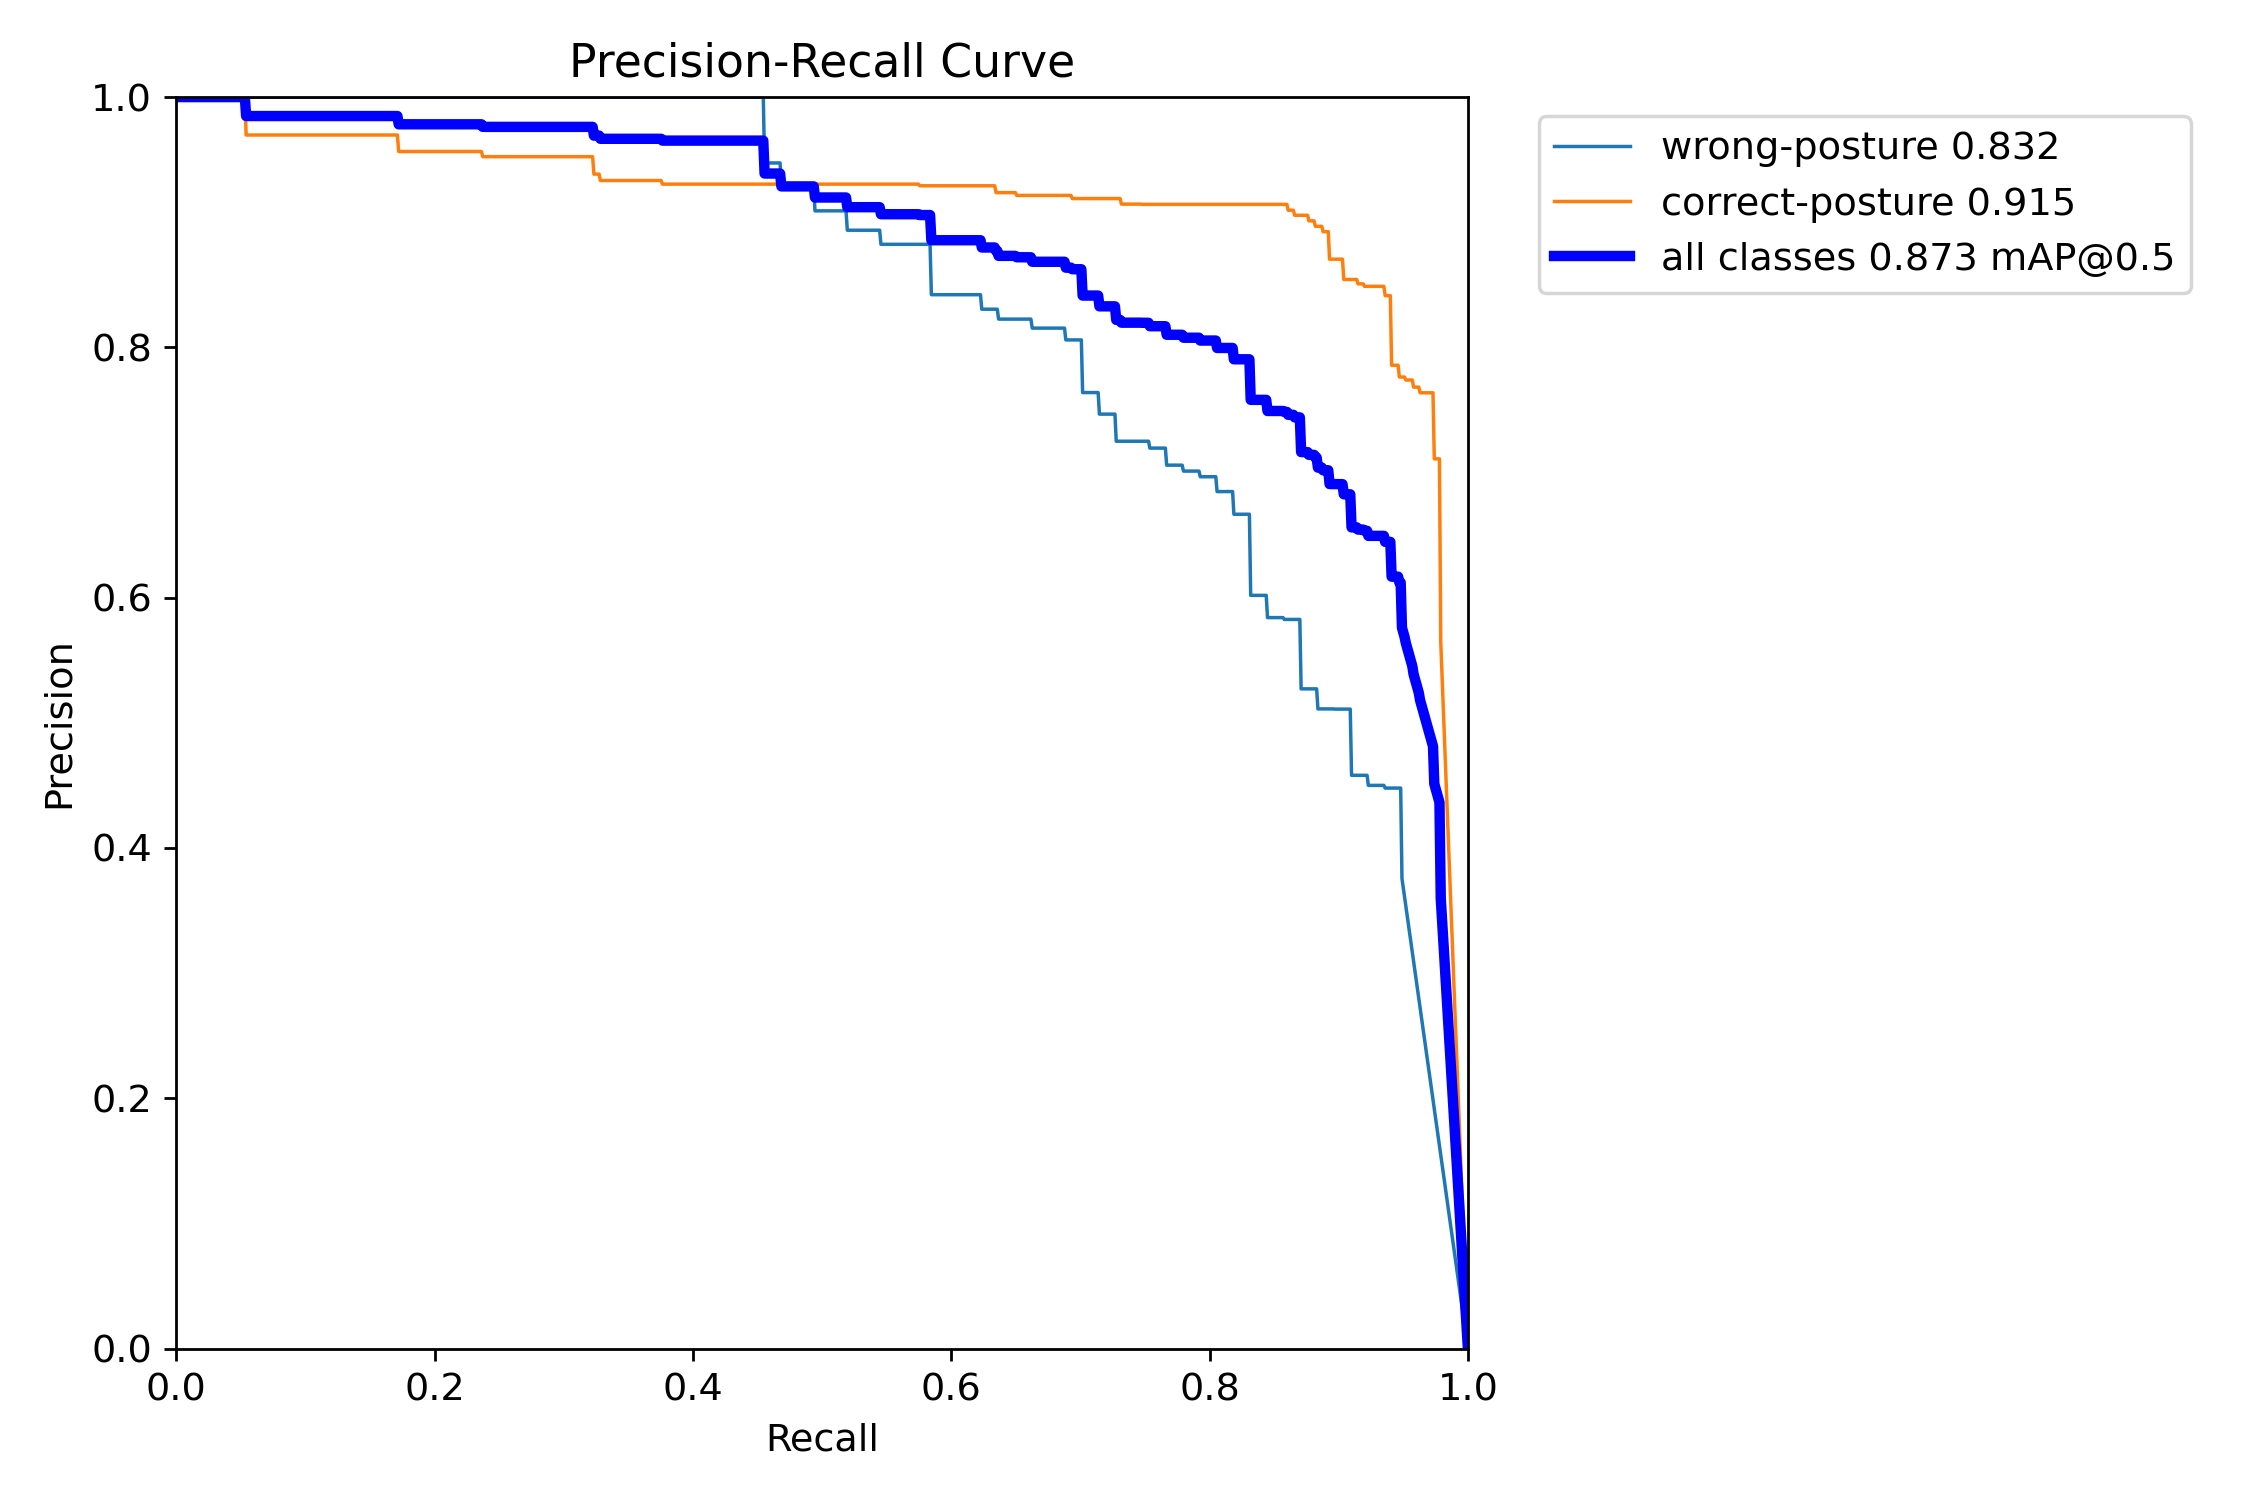 Precision-Recall Curve
1.0
0.8
0.6
0.4
0.2
0.0
Precision
0.0 0.2 0.4 0.6 0.8 1.0
Recall
wrong-posture 0.832
correct-posture 0.915
all classes 0.873 mAP@0.5